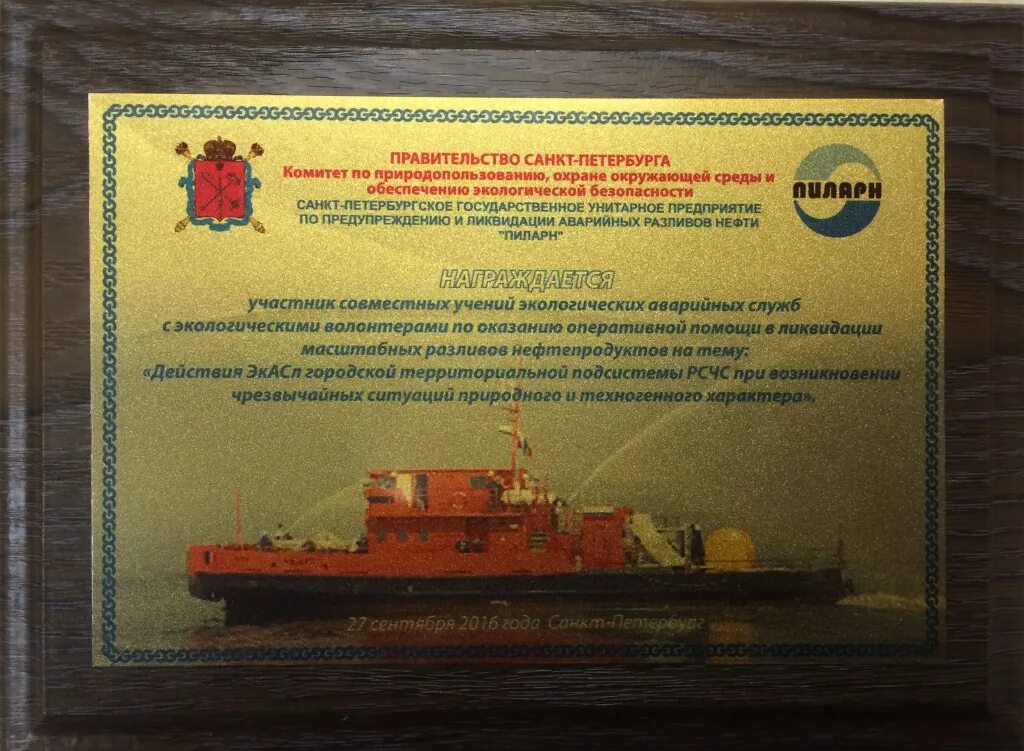 ПРАВИТЕЛЬСТВО САНКТ-ПЕТЕРБУРГА
Комитет по природопользованию, охране окружающей среды и
обеспечению экологической безопасности
САНКТ-ПЕТЕРБУРГСКОЕ ГОСУДАРСТВЕННОЕ УНИТАРНОЕ ПРЕДПРИЯТИЕ
ПО ПРЕДУПРЕЖДЕНИЮ И ЛИКВИДАЦИИ АВАРИЙНЫХ РАЗЛИВОВ НЕФТИ
"ПИЛАРН"
ПИЛАРН
НАГРАЖДАЕТСЯ
участник совместных учений экологических аварийных служб
с экологическими волонтерами по оказанию оперативной помощи в ликвидации
масштабных разливов нефтепродуктов на тему:
«Действия ЭкАСп городской территориальной подсистемы РСЧС при возникновении
чрезвычайных ситуаций природного и техногенного характера».
27 сентября 2016 года Санкт-Петербург